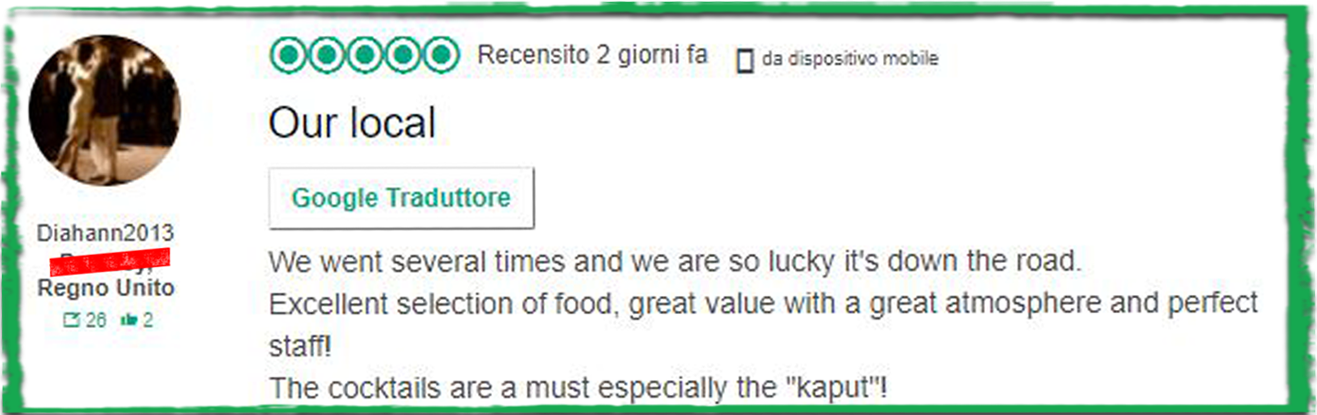 Recensito 2 giorni fa da dispositivo mobile
Our local
Google Traduttore
Diahann2013
Regno Unito
26 2
We went several times and we are so lucky it's down the road.
Excellent selection of food, great value with a great atmosphere and perfect
staff!
The cocktails are a must especially the "kaput"!